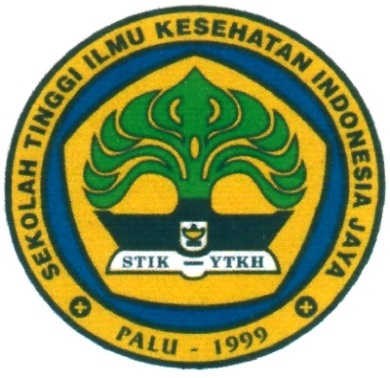 SEKOLAH TINGGI ILMU KESEHATAN INDONESIA JAYA
STIK — YTKH
PALU - 1999